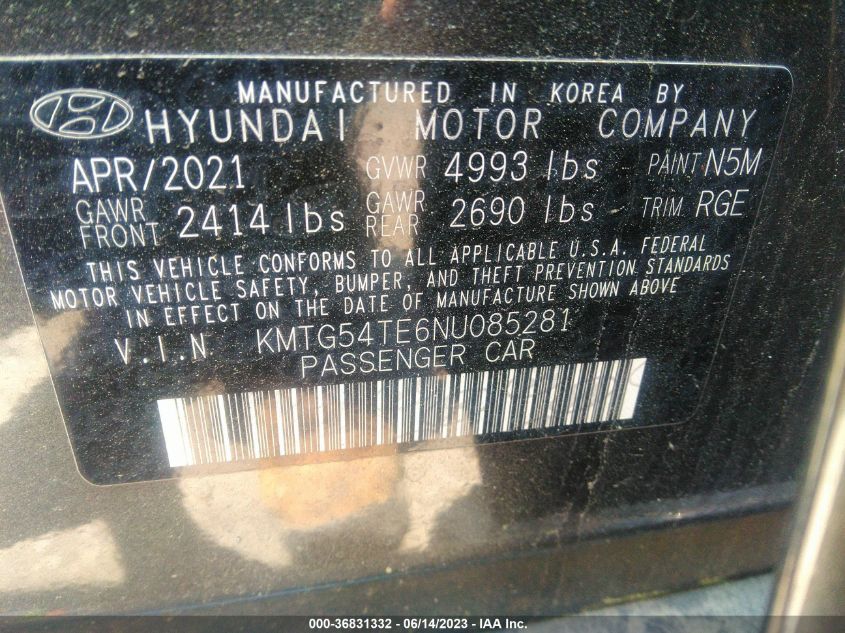 MANUFACTURED IN KOREA BY
HYUNDAI MOTOR COMPANY
APR/2021 GVWR 4993 lbs PAINT N5M
GAWR FRONT 2414 lbs GAWR REAR 2690 lbs TRIM RGE
THIS VEHICLE CONFORMS TO ALL APPLICABLE U.S.A. FEDERAL
MOTOR VEHICLE SAFETY, BUMPER, AND THEFT PREVENTION STANDARDS
IN EFFECT ON THE DATE OF MANUFACTURE SHOWN ABOVE
V.I.N KMTG54TE6NU085281
PASSENGER CAR
000-36831332 - 06/14/2023 - IAA Inc.